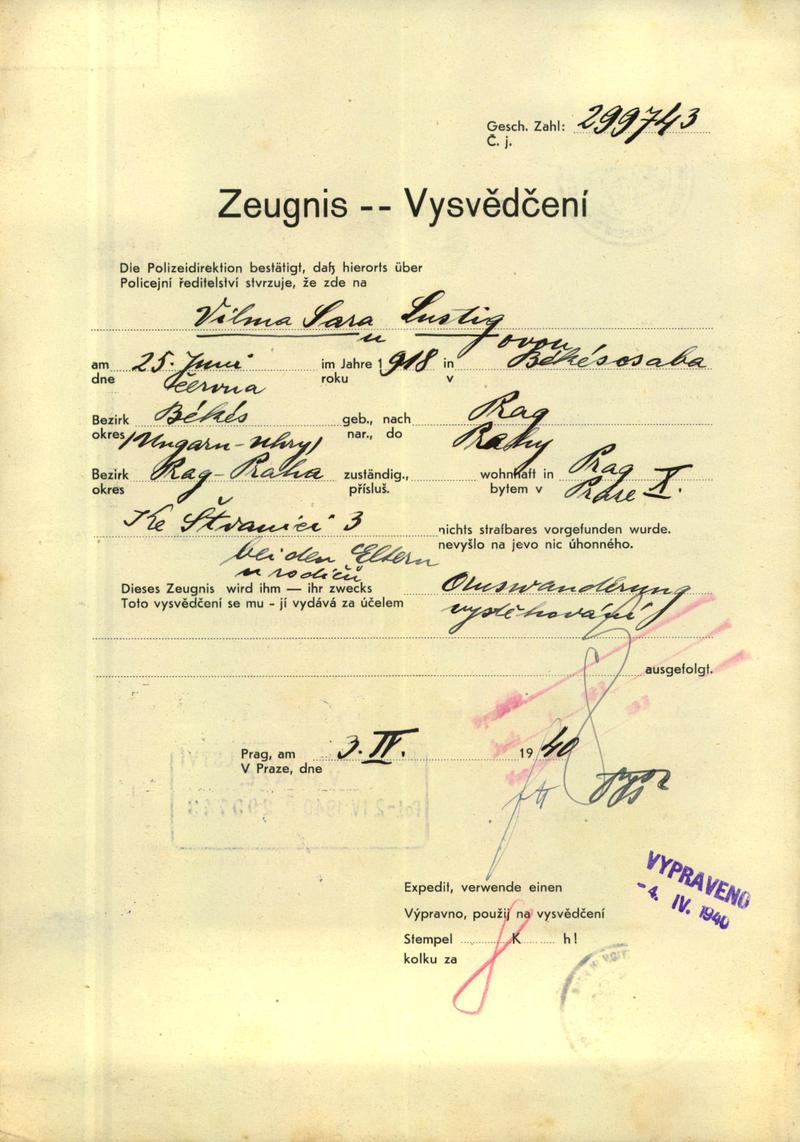 Gesch. Zahl: 299743
Č. j.
Zeugnis -- Vysvědčení
Die Polizeidirektion bestätigt, daß hierorts über
Policejní ředitelství stvrzuje, že zde na
Vilma Sara Lustig
u ovou
am 25. Juni im Jahre 1918 in Békéscsaba
dne června roku v
Bezirk Békés geb., nach Prag
okres /Ungarn-Uhry/ nar., do Prahy
Bezirk Prag-Praha zuständig., wohnhaft in Prag
okres přísluš. bytem v Praze X.
Ke Štvanici 3 nichts strafbares vorgefunden wurde.
nevyšlo na jevo nic úhonného.
bei den Eltern
u rodičů
Dieses Zeugnis wird ihm — ihr zwecks Auswanderung
Toto vysvědčení se mu - jí vydává za účelem vystěhování
ausgefolgt.
Prag, am 3. IV. 1940
V Praze, dne
Expedit, verwende einen
Výpravno, použij na vysvědčení
Stempel K h!
kolku za 8
VYPRAVENO
-4. IV. 1940